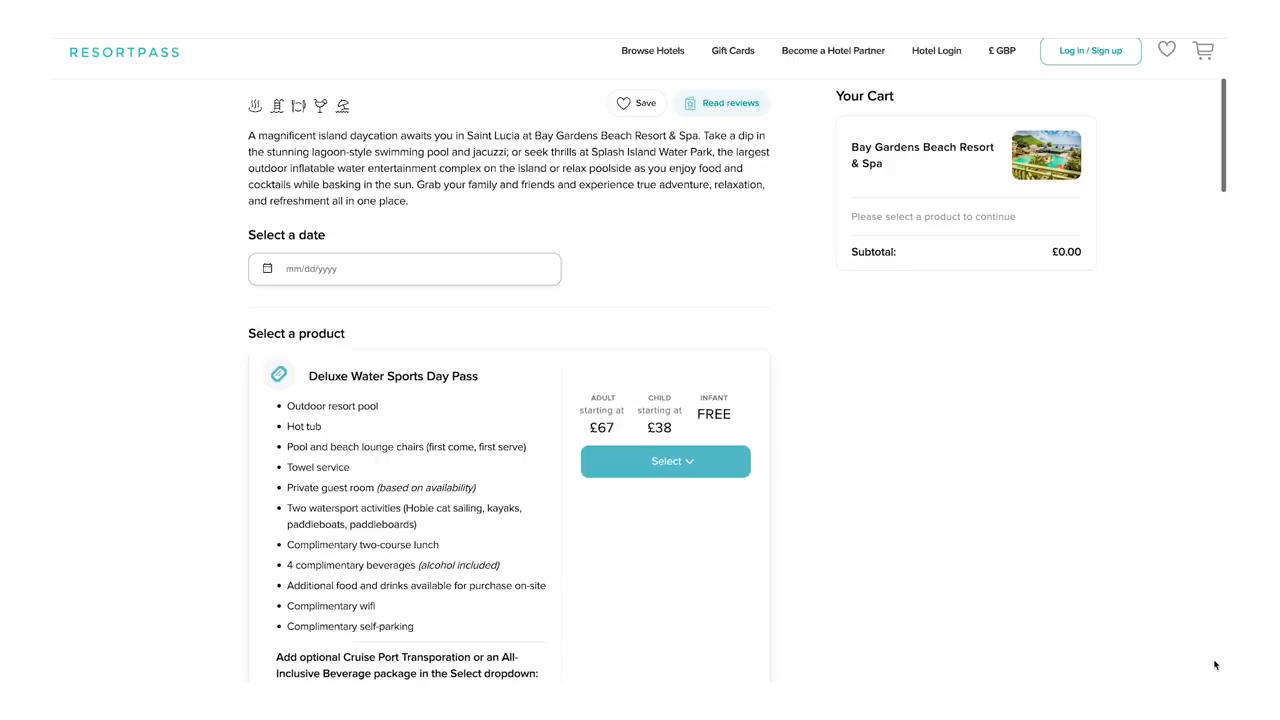 RESORTPASS
Browse Hotels Gift Cards Become a Hotel Partner Hotel Login £ GBP Log in / Sign up
Save Read reviews
A magnificent island daycation awaits you in Saint Lucia at Bay Gardens Beach Resort & Spa. Take a dip in
the stunning lagoon-style swimming pool and jacuzzi; or seek thrills at Splash Island Water Park, the largest
outdoor inflatable water entertainment complex on the island or relax poolside as you enjoy food and
cocktails while basking in the sun. Grab your family and friends and experience true adventure, relaxation,
and refreshment all in one place.
Select a date
mm/dd/yyyy
Select a product
Deluxe Water Sports Day Pass
• Outdoor resort pool
• Hot tub
• Pool and beach lounge chairs (first come, first serve)
• Towel service
• Private guest room (based on availability)
• Two watersport activities (Hobie cat sailing, kayaks,
paddleboats, paddleboards)
• Complimentary two-course lunch
• 4 complimentary beverages (alcohol included)
• Additional food and drinks available for purchase on-site
• Complimentary wifi
• Complimentary self-parking
Add optional Cruise Port Transporation or an All-
Inclusive Beverage package in the Select dropdown:
ADULT CHILD INFANT
starting at starting at FREE
£67 £38
Select
Your Cart
Bay Gardens Beach Resort
& Spa
Please select a product to continue
Subtotal: £0.00